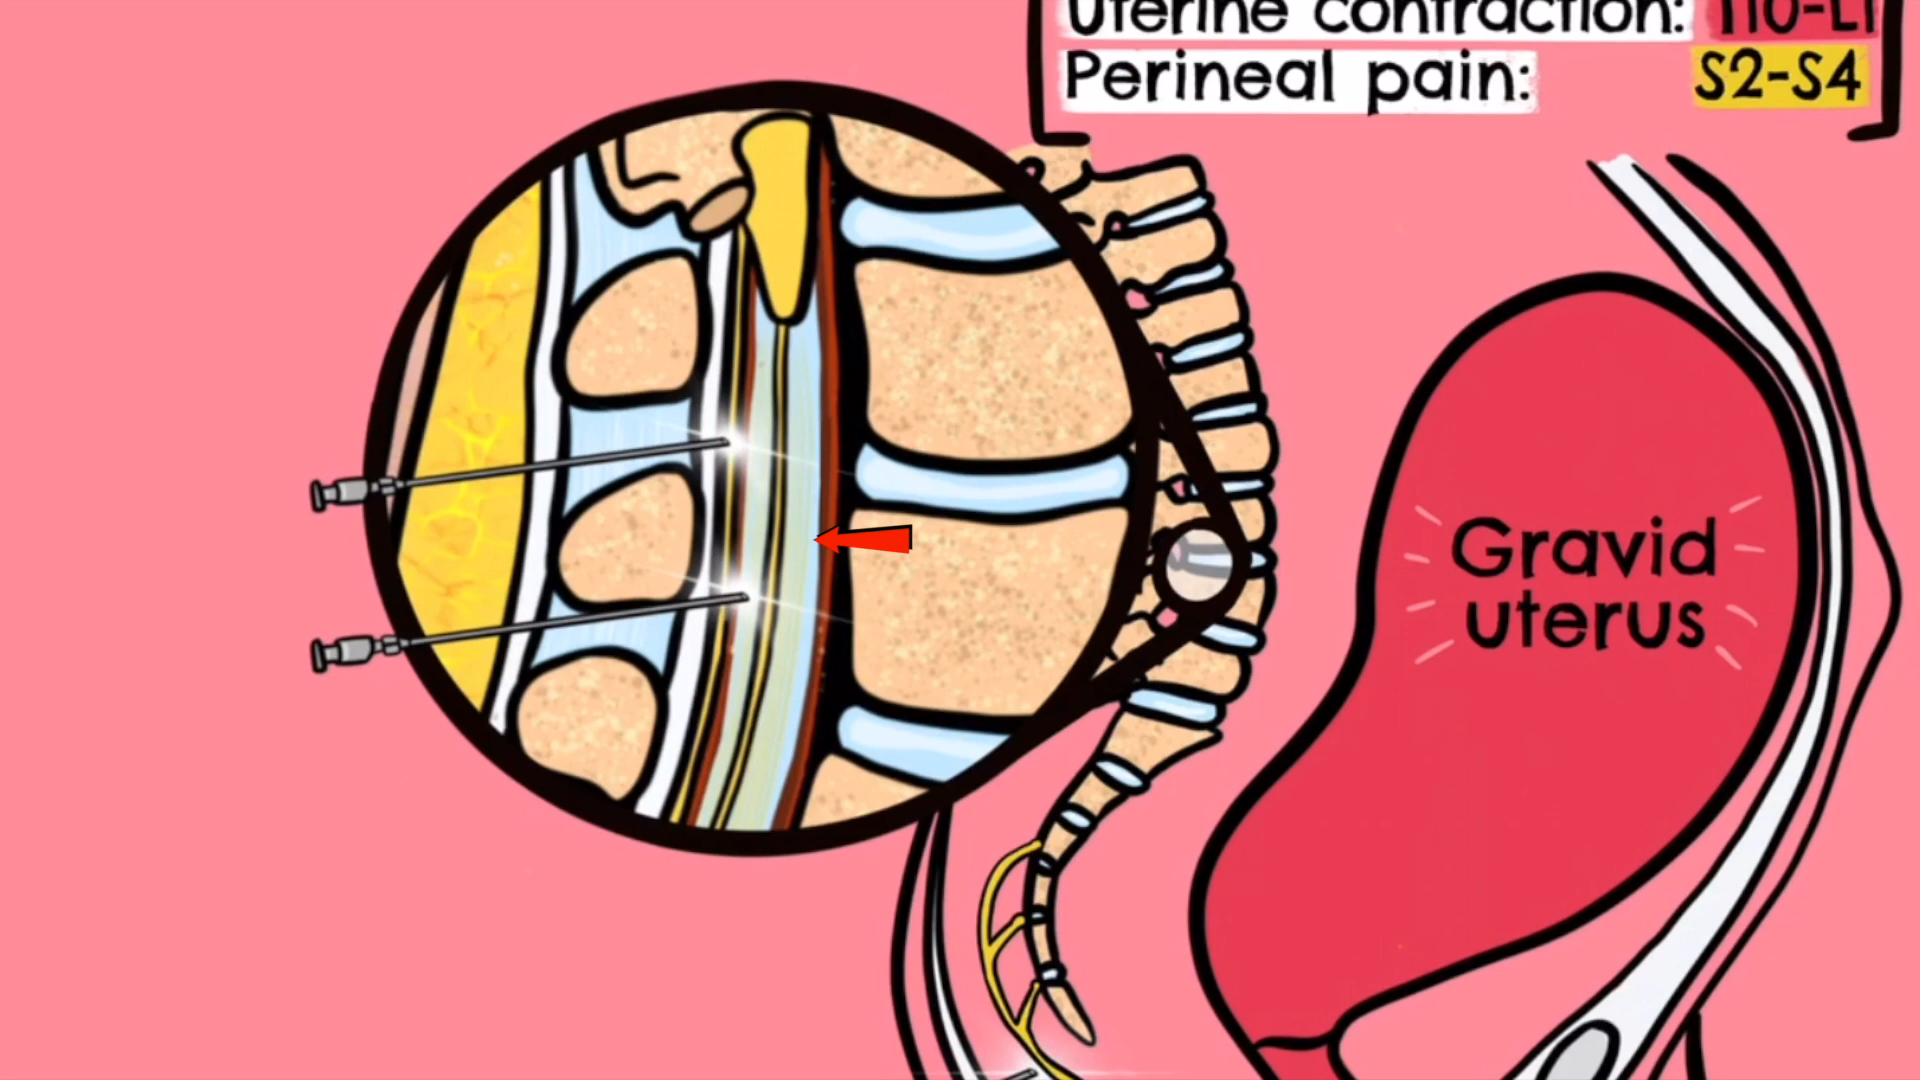 Uterine contraction: T10-L1
Perineal pain: S2-S4
Gravid
uterus